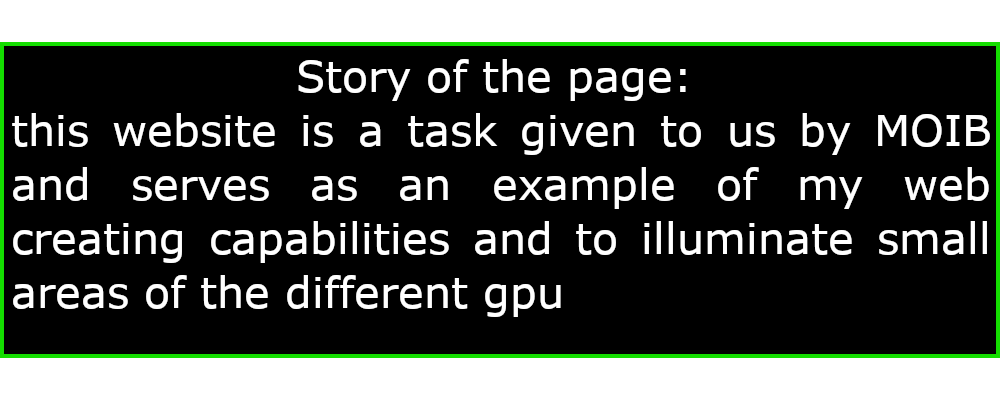 Story of the page:
this website is a task given to us by MOIB
and serves as an example of my web
creating capabilities and to illuminate small
areas of the different gpu